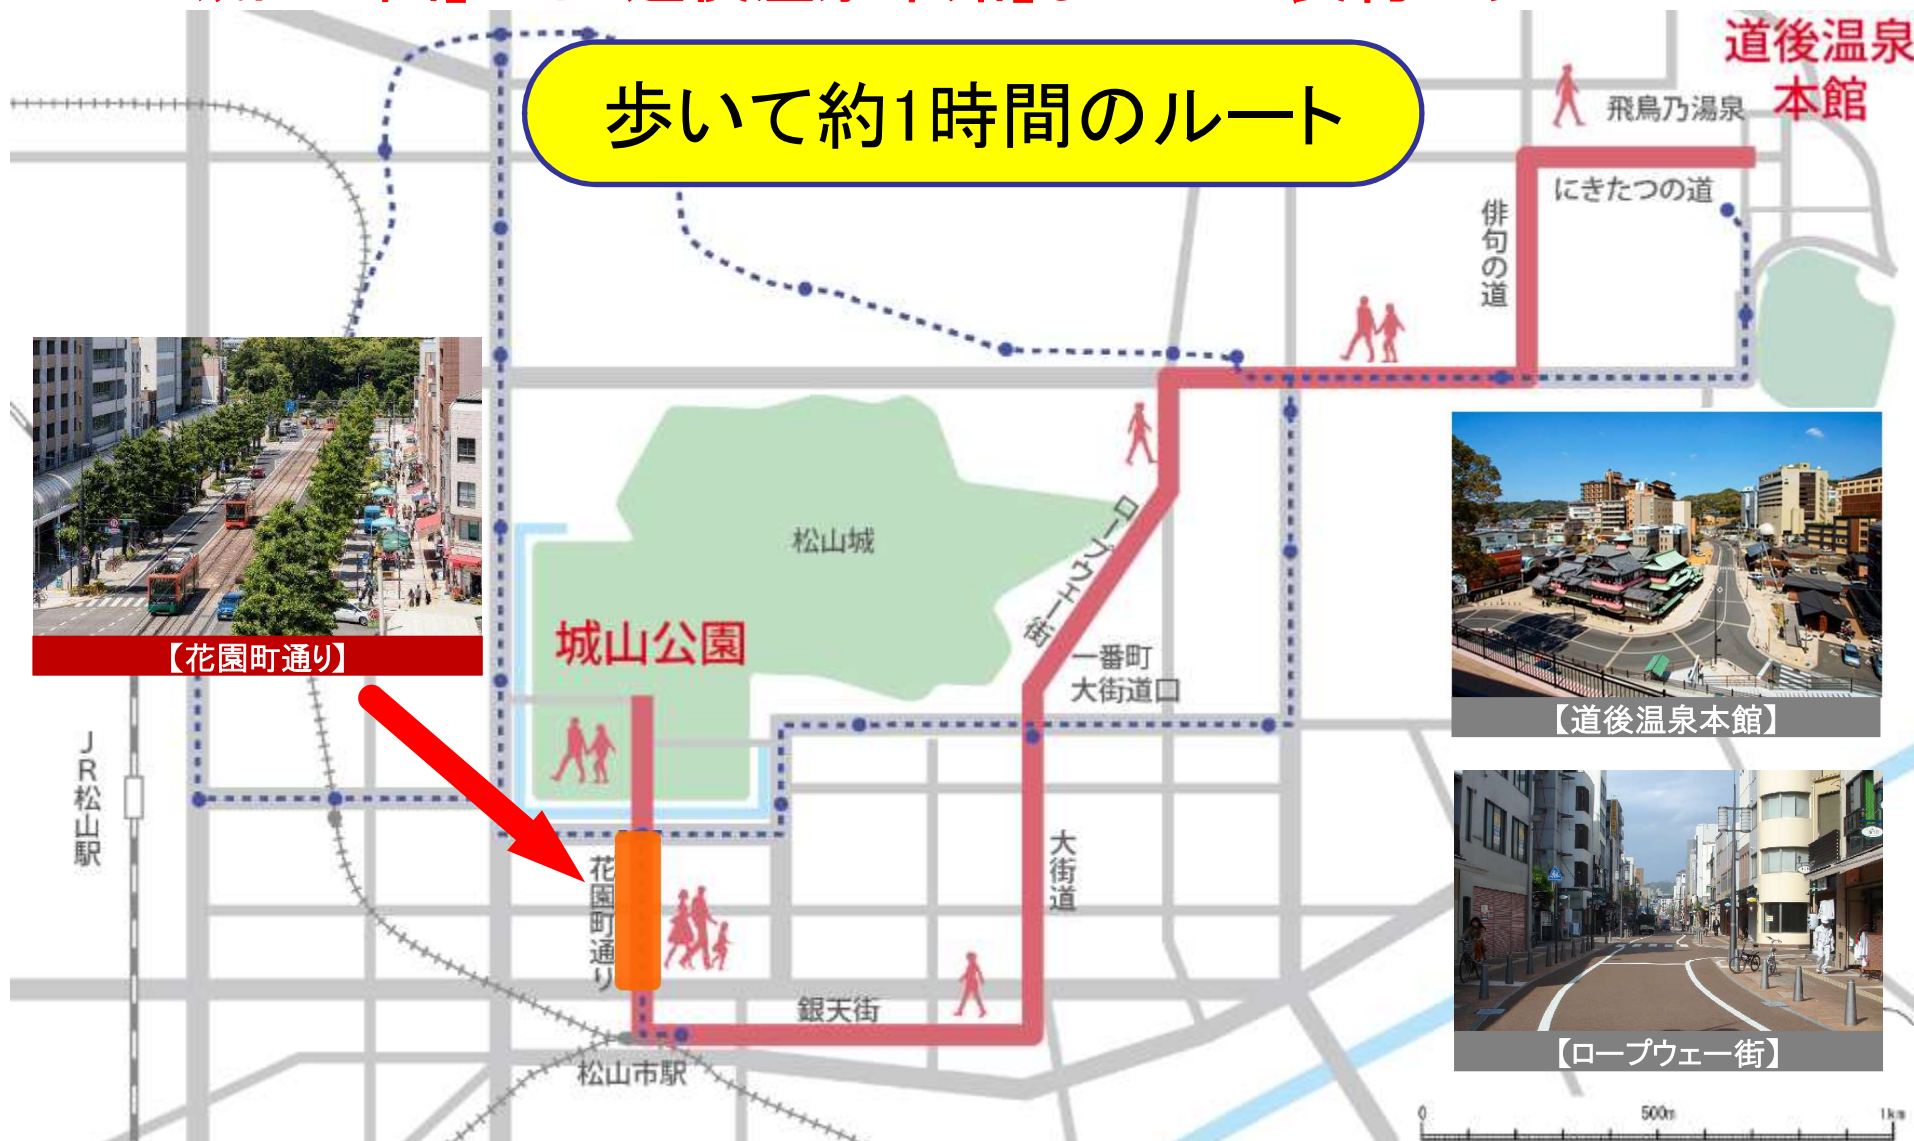 歩いて約1時間のルート
道後温泉
本館
飛鳥乃湯泉
にきたつの道
俳句の道
【花園町通り】
松山城
ロープウェー街
城山公園
一番町
大街道口
【道後温泉本館】
JR松山駅
花園町通り
大街道
銀天街
松山市駅
【ロープウェー街】
0 500m 1km